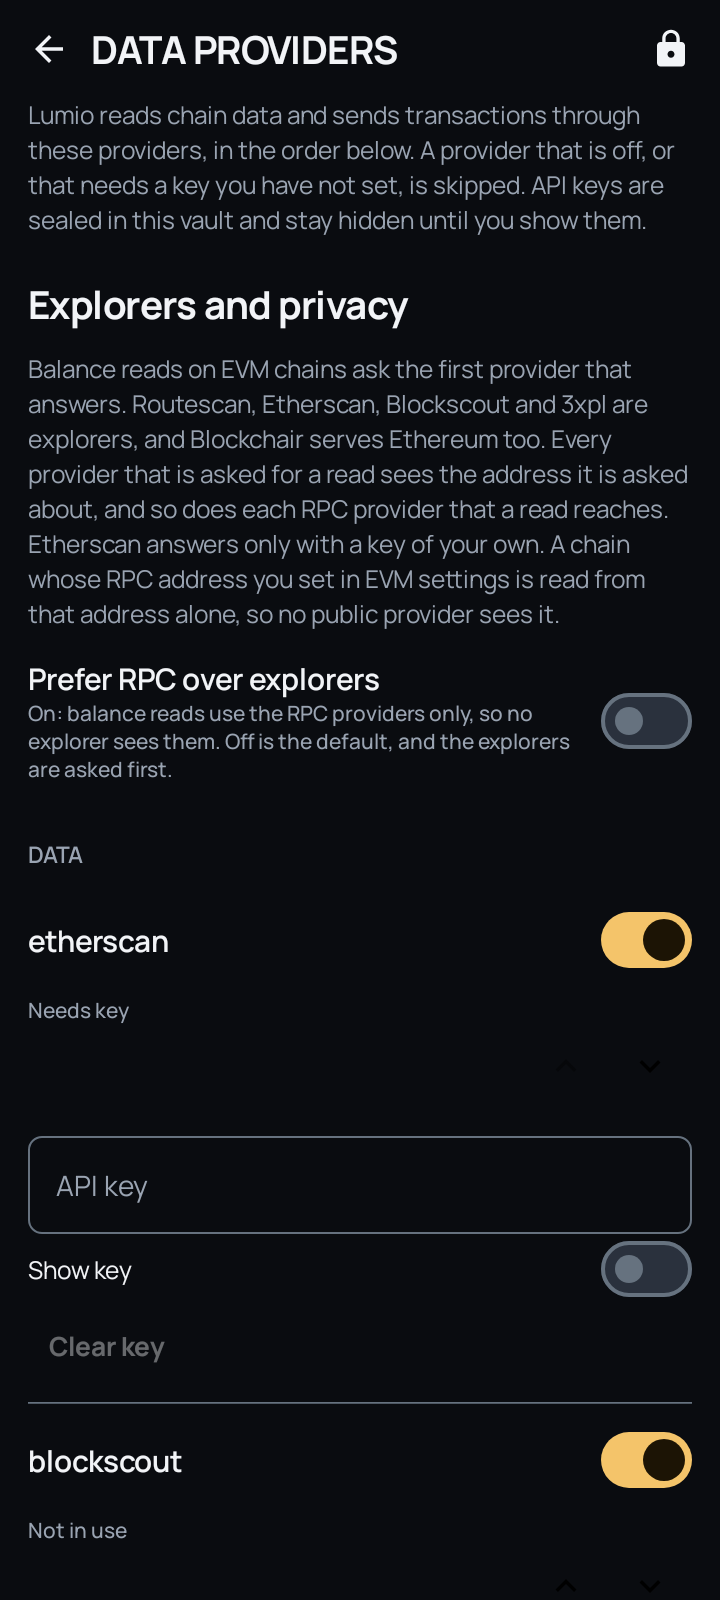 DATA PROVIDERS
Lumio reads chain data and sends transactions through
these providers, in the order below. A provider that is off, or
that needs a key you have not set, is skipped. API keys are
sealed in this vault and stay hidden until you show them.
Explorers and privacy
Balance reads on EVM chains ask the first provider that
answers. Routescan, Etherscan, Blockscout and 3xpl are
explorers, and Blockchair serves Ethereum too. Every
provider that is asked for a read sees the address it is asked
about, and so does each RPC provider that a read reaches.
Etherscan answers only with a key of your own. A chain
whose RPC address you set in EVM settings is read from
that address alone, so no public provider sees it.
Prefer RPC over explorers
On: balance reads use the RPC providers only, so no
explorer sees them. Off is the default, and the explorers
are asked first.
DATA
etherscan
Needs key
API key
Show key
Clear key
blockscout
Not in use